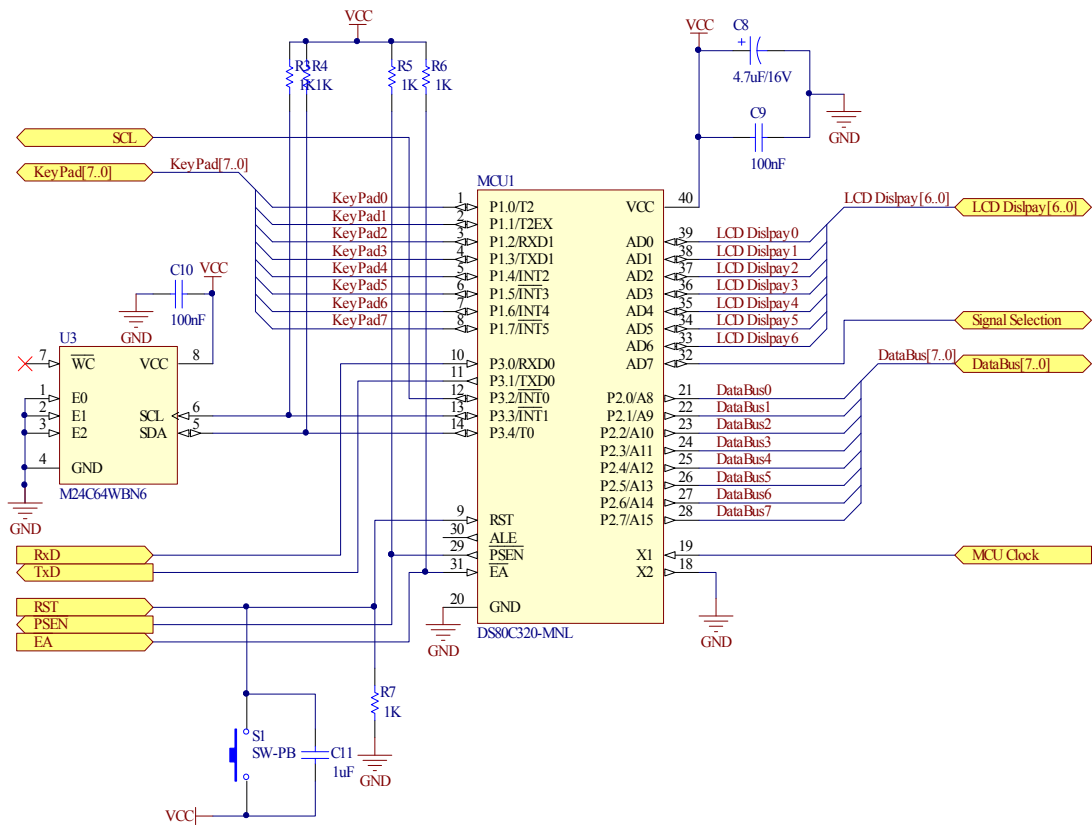 VCC
R3 R4
1K 1K
R5
1K
R6
1K
VCC
C8
+
4.7uF/16V
GND
C9
100nF
SCL
KeyPad[7..0]
KeyPad[7..0]
KeyPad0
KeyPad1
KeyPad2
KeyPad3
KeyPad4
KeyPad5
KeyPad6
KeyPad7
MCU1
1 P1.0/T2
2 P1.1/T2EX
3 P1.2/RXD1
4 P1.3/TXD1
5 P1.4/INT2
6 P1.5/INT3
7 P1.6/INT4
8 P1.7/INT5
10 P3.0/RXD0
11 P3.1/TXD0
12 P3.2/INT0
13 P3.3/INT1
14 P3.4/T0
9 RST
30 ALE
29 PSEN
31 EA
20 GND
VCC 40
AD0 39
AD1 38
AD2 37
AD3 36
AD4 35
AD5 34
AD6 33
AD7 32
P2.0/A8 21
P2.1/A9 22
P2.2/A10 23
P2.3/A11 24
P2.4/A12 25
P2.5/A13 26
P2.6/A14 27
P2.7/A15 28
X1 19
X2 18
DS80C320-MNL
GND
LCD Dislpay0
LCD Dislpay1
LCD Dislpay2
LCD Dislpay3
LCD Dislpay4
LCD Dislpay5
LCD Dislpay6
LCD Dislpay[6..0]
LCD Dislpay[6..0]
Signal Selection
DataBus[7..0]
DataBus[7..0]
DataBus0
DataBus1
DataBus2
DataBus3
DataBus4
DataBus5
DataBus6
DataBus7
MCU Clock
GND
C10
VCC
100nF
GND
U3
7 WC
VCC 8
1 E0
2 E1
3 E2
SCL 6
SDA 5
4 GND
M24C64WBN6
GND
RxD
TxD
RST
PSEN
EA
R7
1K
GND
S1
SW-PB
C11
1uF
VCC